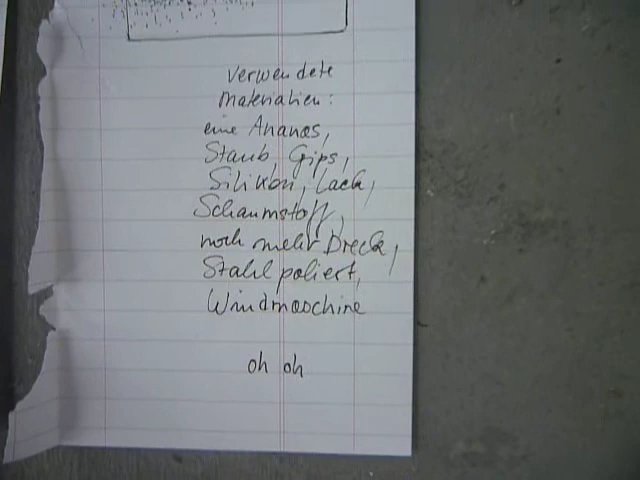 verwendete
materialien:
eine Ananas,
Staub, Gips,
Silikon, Lack,
Schaumstoff,
noch mehr Dreck,
Stahl poliert,
Windmaschine
oh oh